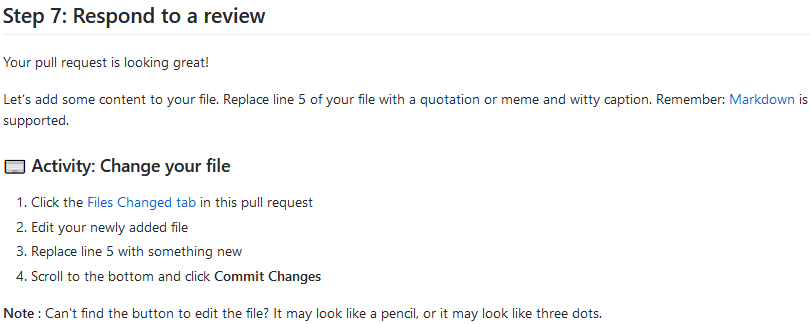 Step 7: Respond to a review
Your pull request is looking great!
Let's add some content to your file. Replace line 5 of your file with a quotation or meme and witty caption. Remember: Markdown is
supported.
Activity: Change your file
1. Click the Files Changed tab in this pull request
2. Edit your newly added file
3. Replace line 5 with something new
4. Scroll to the bottom and click Commit Changes
Note : Can't find the button to edit the file? It may look like a pencil, or it may look like three dots.